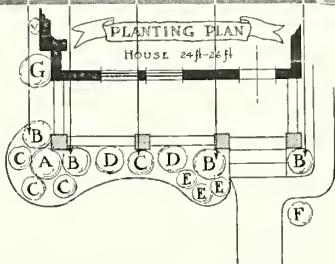 PLANTING PLAN
HOUSE 24ft-26ft
G
B
C A B D C D B B
C C E E E
F